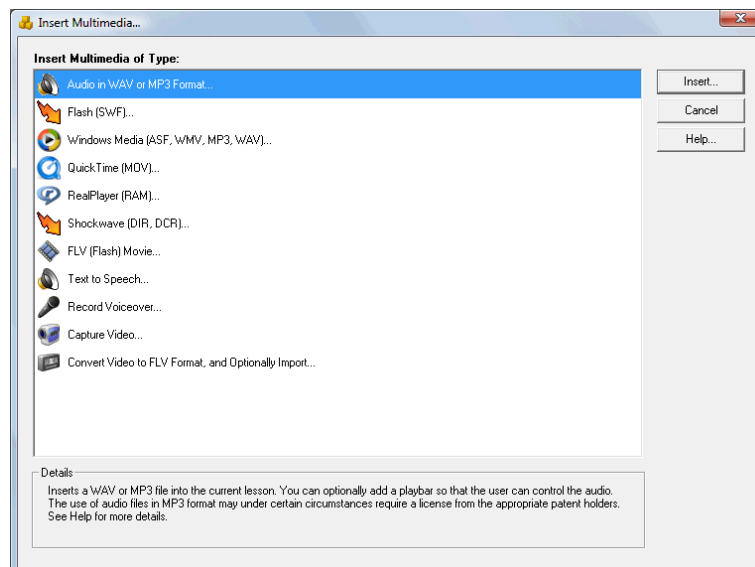 Insert Multimedia...
Insert Multimedia of Type:
Audio in WAV or MP3 Format...
Flash (SWF)...
Windows Media (ASF, WMV, MP3, WAV)...
QuickTime (MOV)...
RealPlayer (RAM)...
Shockwave (DIR, DCR)...
FLV (Flash) Movie...
Text to Speech...
Record Voiceover...
Capture Video...
Convert Video to FLV Format, and Optionally Import...
Insert...
Cancel
Help...
Details
Inserts a WAV or MP3 file into the current lesson. You can optionally add a playbar so that the user can control the audio.
The use of audio files in MP3 format may under certain circumstances require a license from the appropriate patent holders.
See Help for more details.